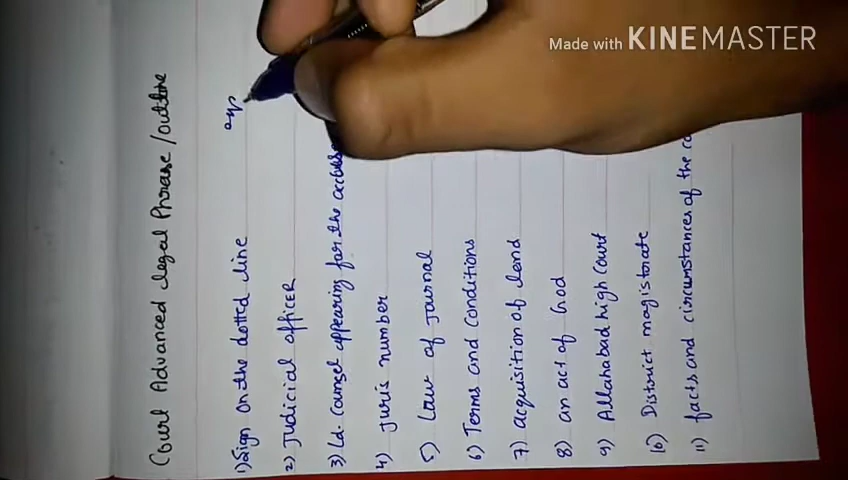 Made with KINEMASTER
Court Advanced legal Phrase/outline
1) Sign on the dotted line
2) Judicial officer
3) Ld. Counsel appearing for the
4) Juris number
5) Law of Journal
6) Terms and conditions
7) acquisition of land
8) an act of God
9) Allahabad high Court
10) District magistrate
11) facts and circumstances of the